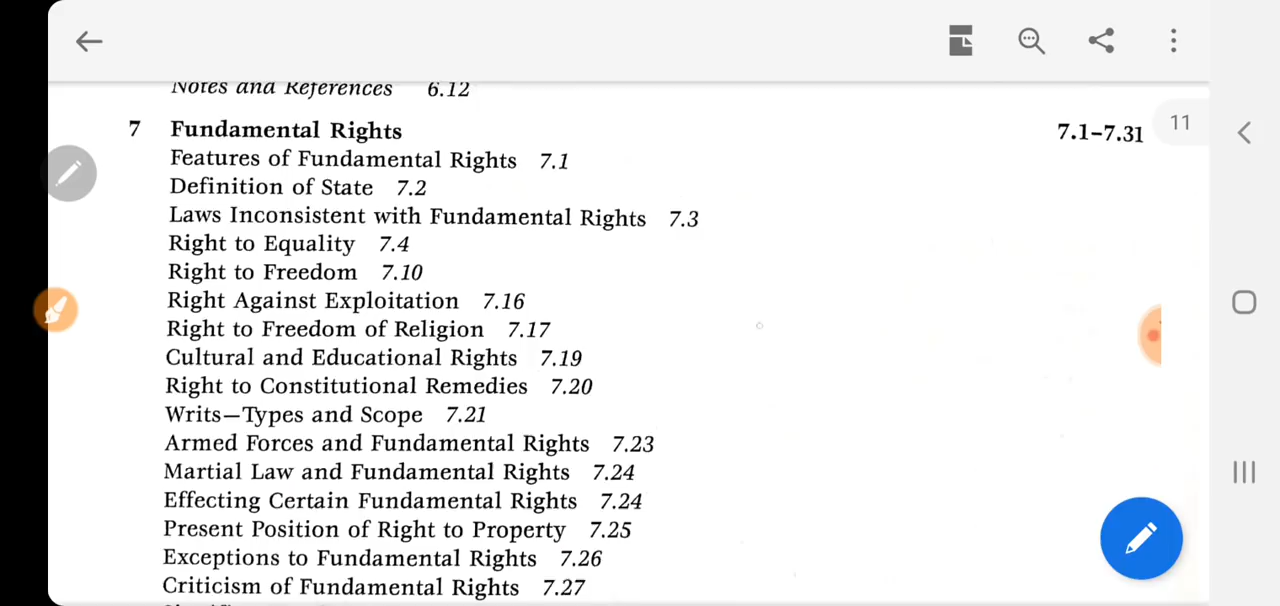 Notes and References 6.12
7 Fundamental Rights 7.1–7.31
11
Features of Fundamental Rights 7.1
Definition of State 7.2
Laws Inconsistent with Fundamental Rights 7.3
Right to Equality 7.4
Right to Freedom 7.10
Right Against Exploitation 7.16
Right to Freedom of Religion 7.17
Cultural and Educational Rights 7.19
Right to Constitutional Remedies 7.20
Writs—Types and Scope 7.21
Armed Forces and Fundamental Rights 7.23
Martial Law and Fundamental Rights 7.24
Effecting Certain Fundamental Rights 7.24
Present Position of Right to Property 7.25
Exceptions to Fundamental Rights 7.26
Criticism of Fundamental Rights 7.27